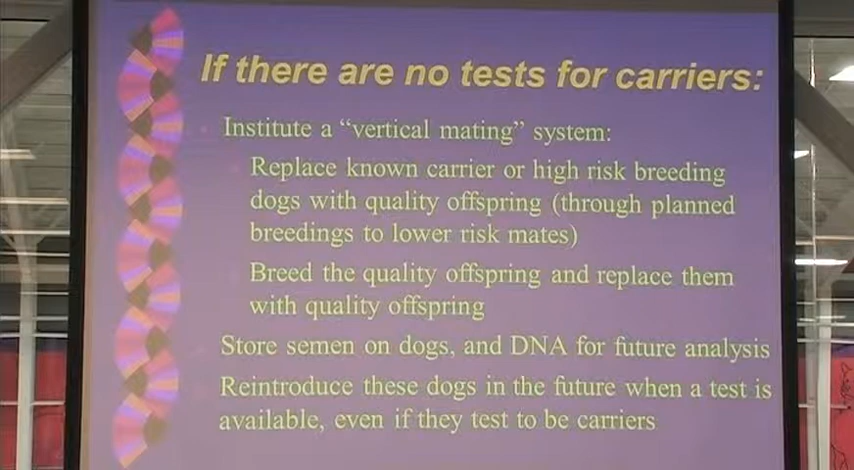 If there are no tests for carriers:
Institute a “vertical mating” system:
Replace known carrier or high risk breeding
dogs with quality offspring (through planned
breedings to lower risk mates)
Breed the quality offspring and replace them
with quality offspring
Store semen on dogs, and DNA for future analysis
Reintroduce these dogs in the future when a test is
available, even if they test to be carriers